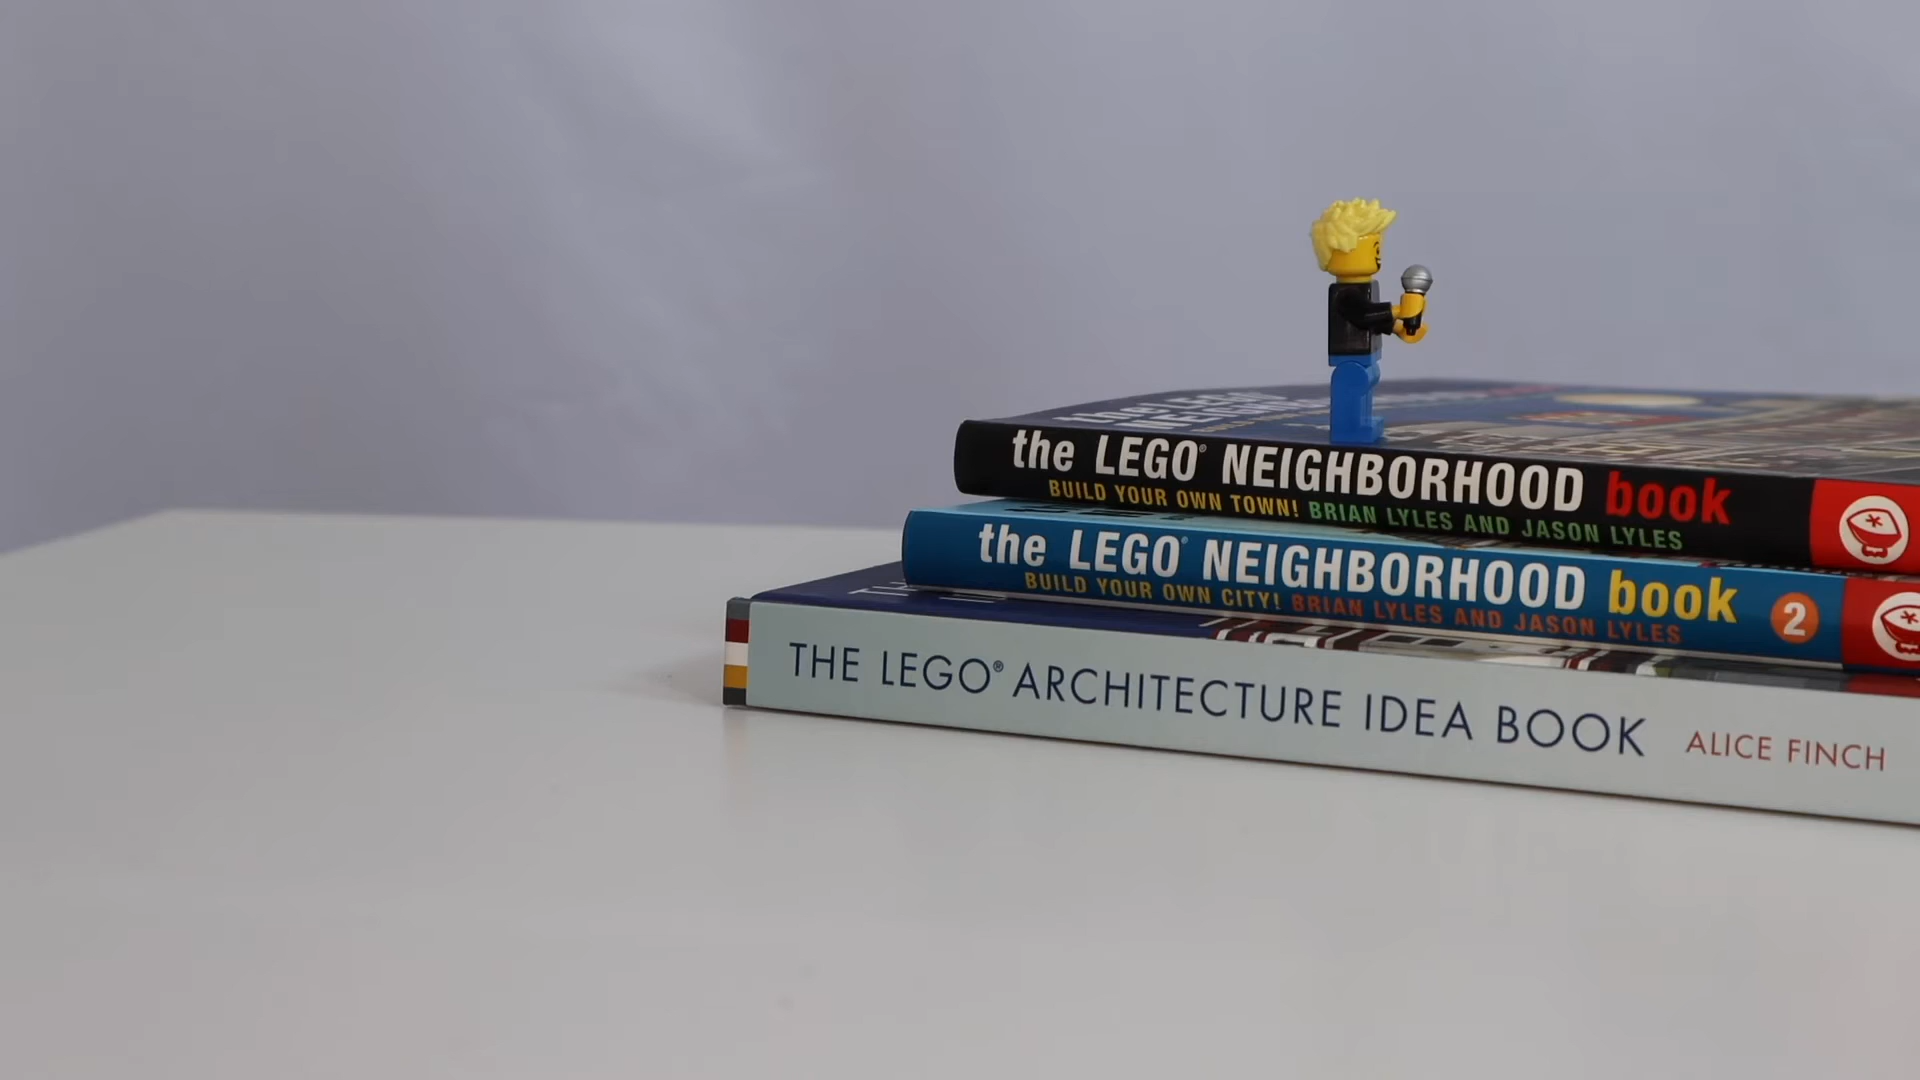 the LEGO® NEIGHBORHOOD book
BUILD YOUR OWN TOWN! BRIAN LYLES AND JASON LYLES
the LEGO® NEIGHBORHOOD book 2
BUILD YOUR OWN CITY! BRIAN LYLES AND JASON LYLES
THE LEGO® ARCHITECTURE IDEA BOOK ALICE FINCH